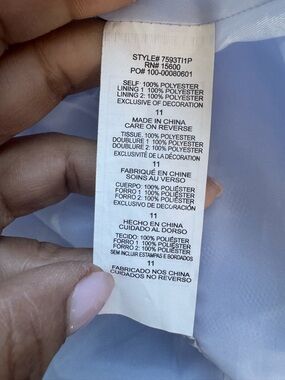 STYLE# 7593TI1P
RN# 15600
PO# 100-00080601
SELF: 100% POLYESTER
LINING 1: 100% POLYESTER
LINING 2: 100% POLYESTER
EXCLUSIVE OF DECORATION
11
MADE IN CHINA
CARE ON REVERSE
TISSUE: 100% POLYESTER
DOUBLURE 1: 100% POLYESTER
DOUBLURE 2: 100% POLYESTER
EXCLUSIVITÉ DE LA DÉCORATION
11
FABRIQUÉ EN CHINE
SOINS AU VERSO
CUERPO: 100% POLIÉSTER
FORRO 1: 100% POLIÉSTER
FORRO 2: 100% POLIÉSTER
EXCLUSIVO DE DECORACIÓN
11
HECHO EN CHINA
CUIDADO AL DORSO
TECIDO: 100% POLIÉSTER
FORRO 1: 100% POLIÉSTER
FORRO 2: 100% POLIÉSTER
SEM INCLUIR ESTAMPAS E BORDADOS
11
FABRICADO NOS CHINA
CUIDADOS NO REVERSO